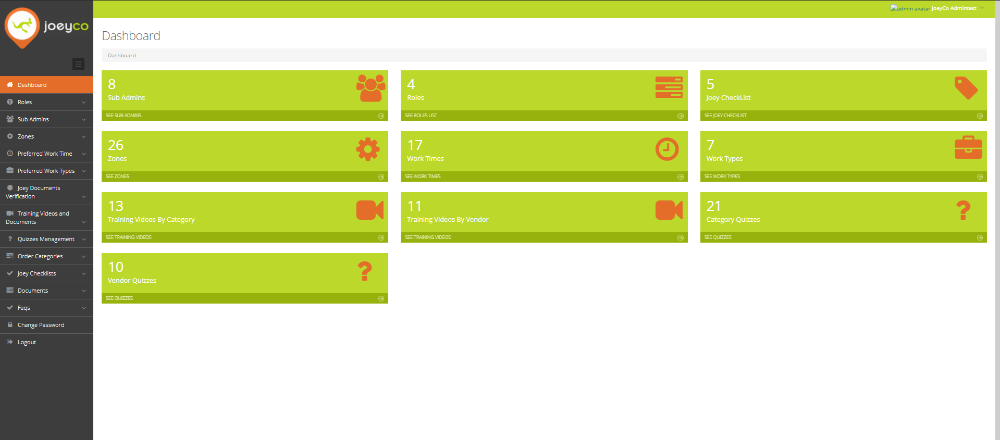 joeyco
admin avatar JoeyCo Admintest
Dashboard
Roles
Sub Admins
Zones
Preferred Work Time
Preferred Work Types
Joey Documents
Verification
Training Videos and
Documents
Quizzes Management
Order Categories
Joey Checklists
Documents
Faqs
Change Password
Logout
Dashboard
Dashboard
8
Sub Admins
SEE SUB ADMINS
4
Roles
SEE ROLES LIST
5
Joey CheckList
SEE JOEY CHECKLIST
26
Zones
SEE ZONES
17
Work Times
SEE WORK TIMES
7
Work Types
SEE WORK TYPES
13
Training Videos By Category
SEE TRAINING VIDEOS
11
Training Videos By Vendor
SEE TRAINING VIDEOS
21
Category Quizzes
SEE QUIZZES
10
Vendor Quizzes
SEE QUIZZES